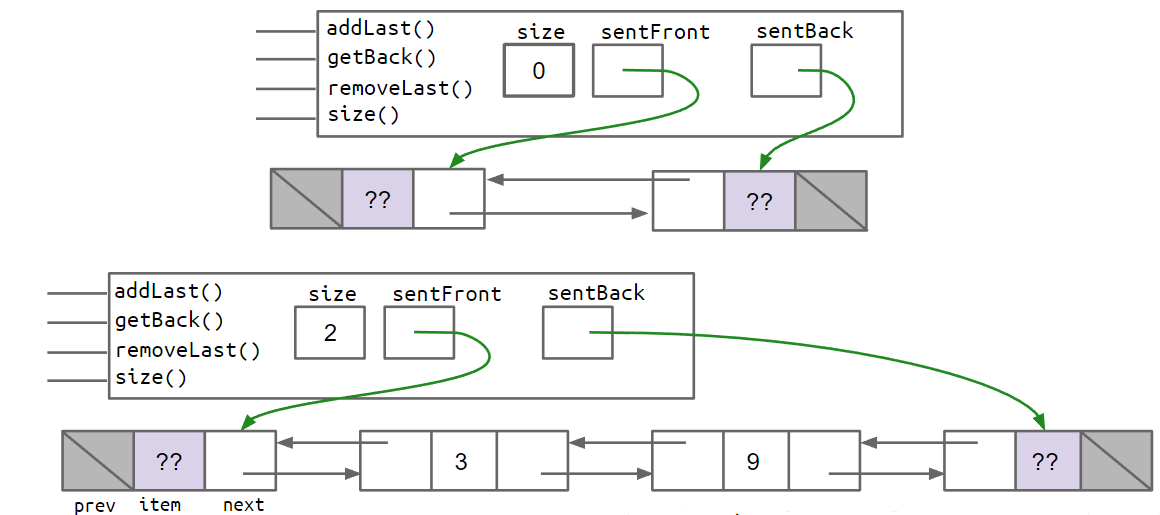 addLast()
size sentFront sentBack
getBack()
0
removeLast()
size()
?? ??
addLast()
size sentFront sentBack
getBack()
2
removeLast()
size()
?? 3 9 ??
prev item next